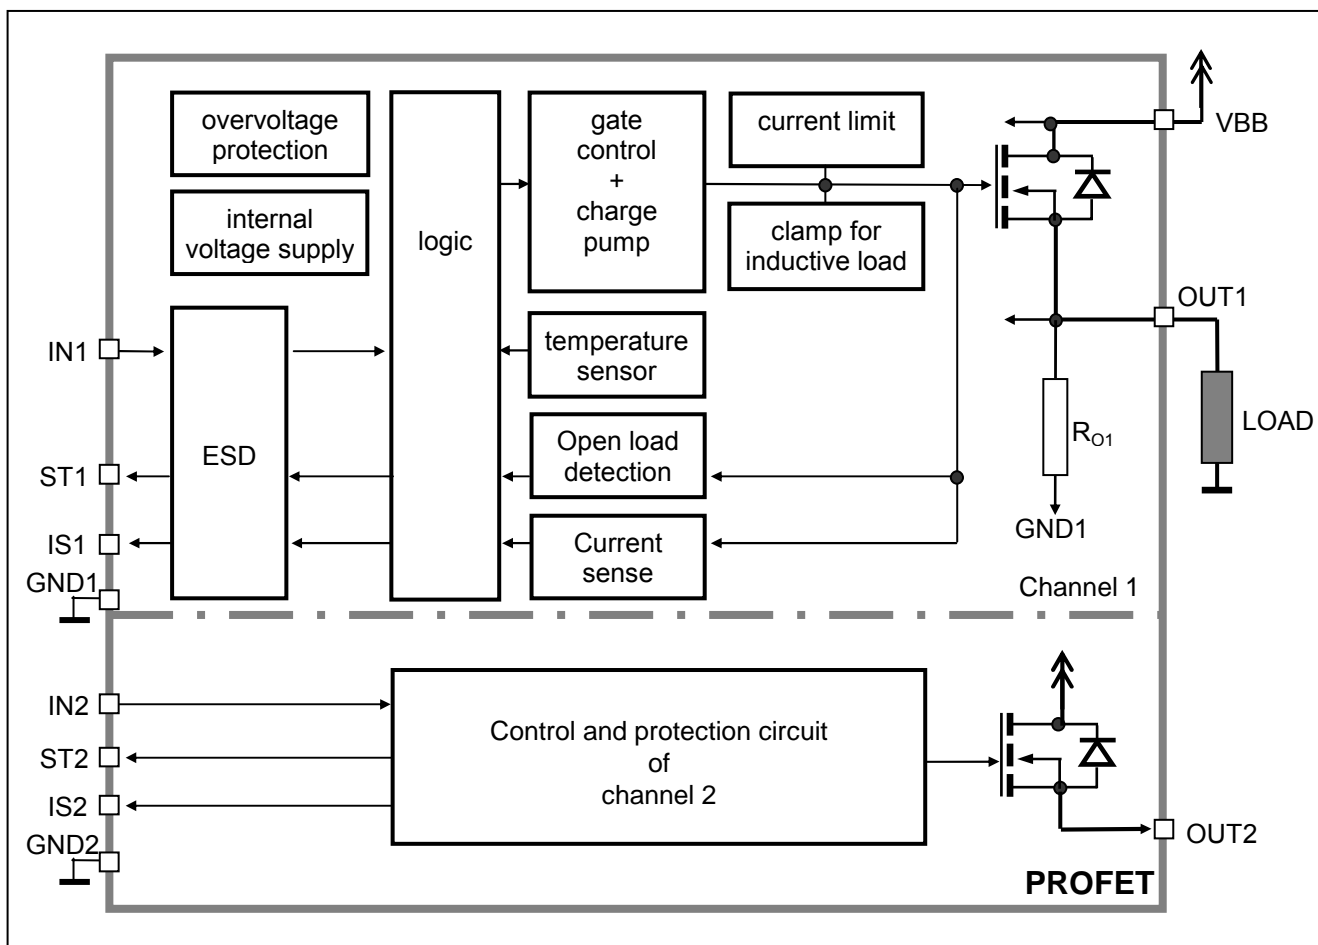 overvoltage
protection
internal
voltage supply
logic
gate
control
+
charge
pump
current limit
clamp for
inductive load
VBB
OUT1
IN1
ESD
temperature
sensor
Open load
detection
Current
sense
ST1
IS1
GND1
R_O1
LOAD
GND1
Channel 1
IN2
ST2
IS2
GND2
Control and protection circuit
of
channel 2
OUT2
PROFET